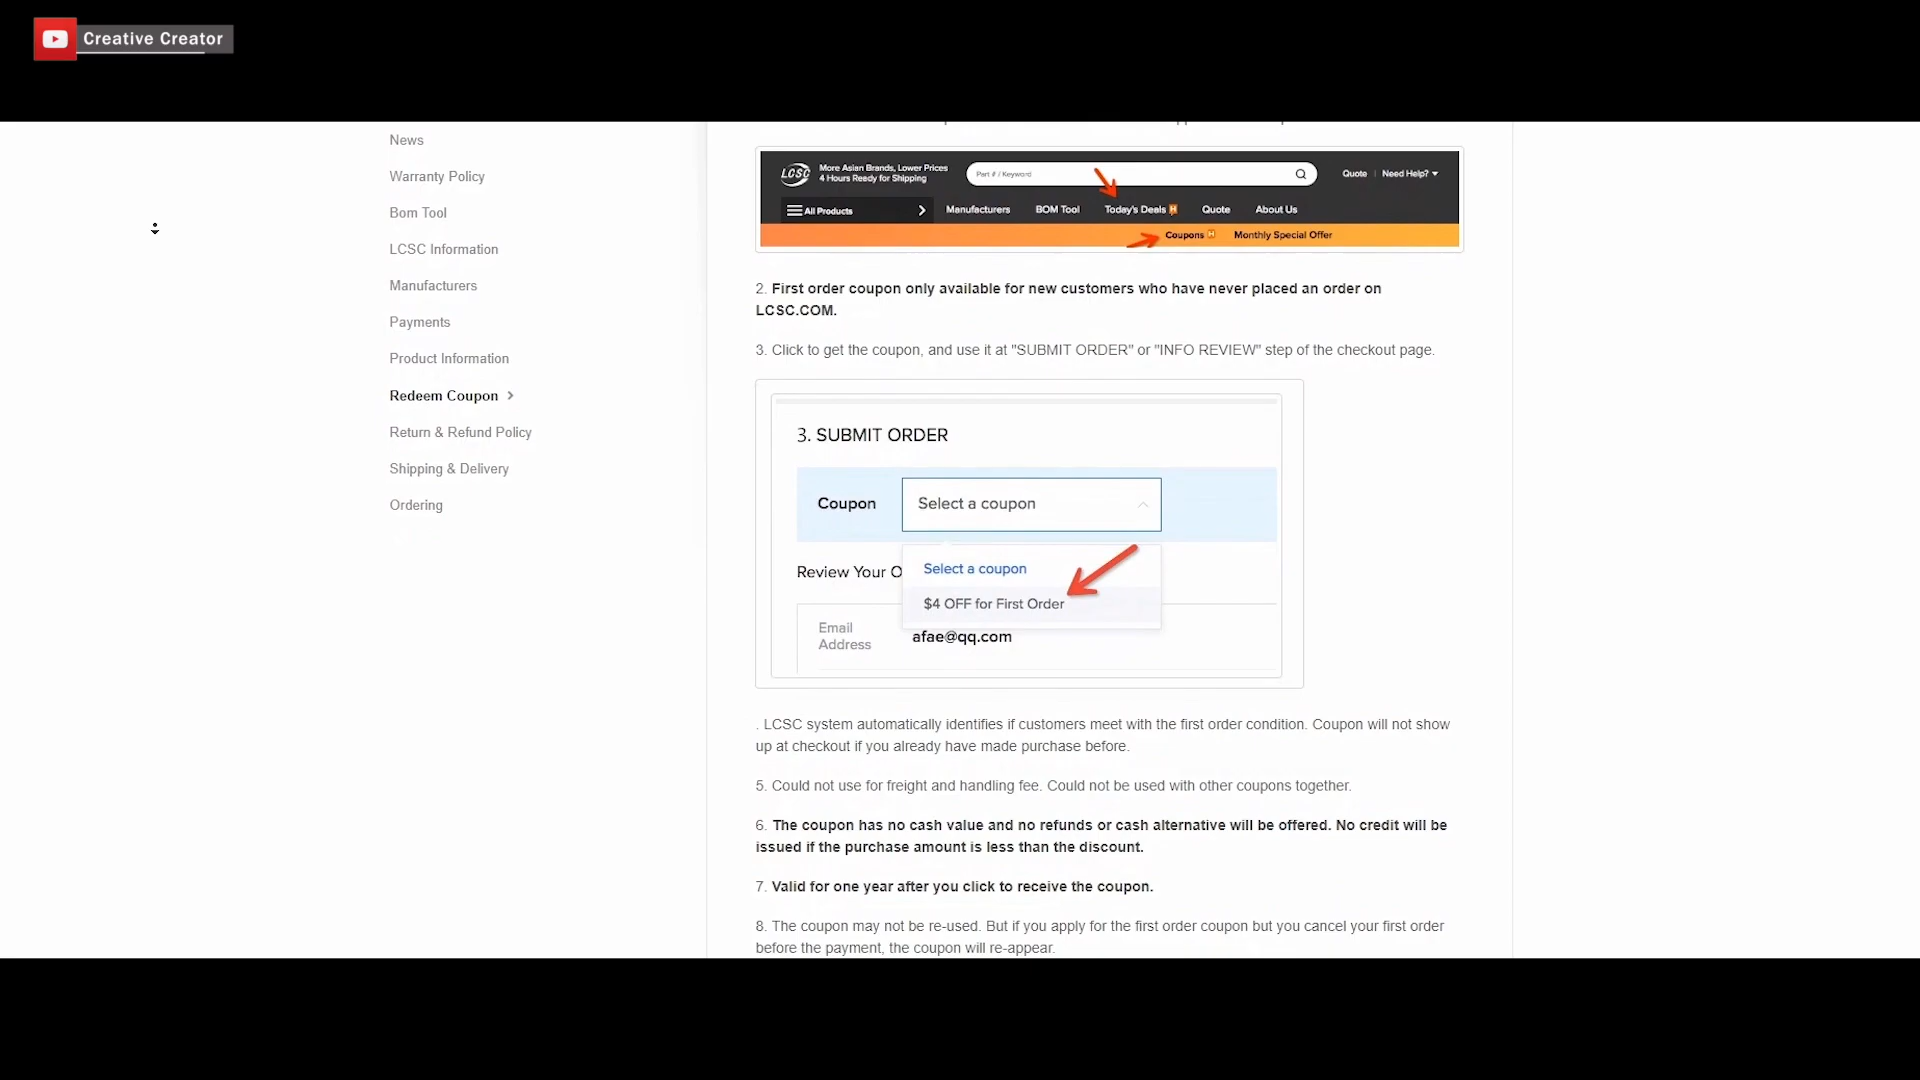 Creative Creator
News
Warranty Policy
Bom Tool
LCSC Information
Manufacturers
Payments
Product Information
Redeem Coupon
Return & Refund Policy
Shipping & Delivery
Ordering
LCSC
More Asian Brands, Lower Prices
4 Hours Ready for Shipping
Part # / Keyword
Quote | Need Help?
All Products
Manufacturers
BOM Tool
Today's Deals H
Quote
About Us
Coupons H
Monthly Special Offer
2. First order coupon only available for new customers who have never placed an order on
LCSC.COM.
3. Click to get the coupon, and use it at "SUBMIT ORDER" or "INFO REVIEW" step of the checkout page.
3. SUBMIT ORDER
Coupon
Select a coupon
Select a coupon
Review Your O
$4 OFF for First Order
Email
Address
afae@qq.com
. LCSC system automatically identifies if customers meet with the first order condition. Coupon will not show
up at checkout if you already have made purchase before.
5. Could not use for freight and handling fee. Could not be used with other coupons together.
6. The coupon has no cash value and no refunds or cash alternative will be offered. No credit will be
issued if the purchase amount is less than the discount.
7. Valid for one year after you click to receive the coupon.
8. The coupon may not be re-used. But if you apply for the first order coupon but you cancel your first order
before the payment, the coupon will re-appear.